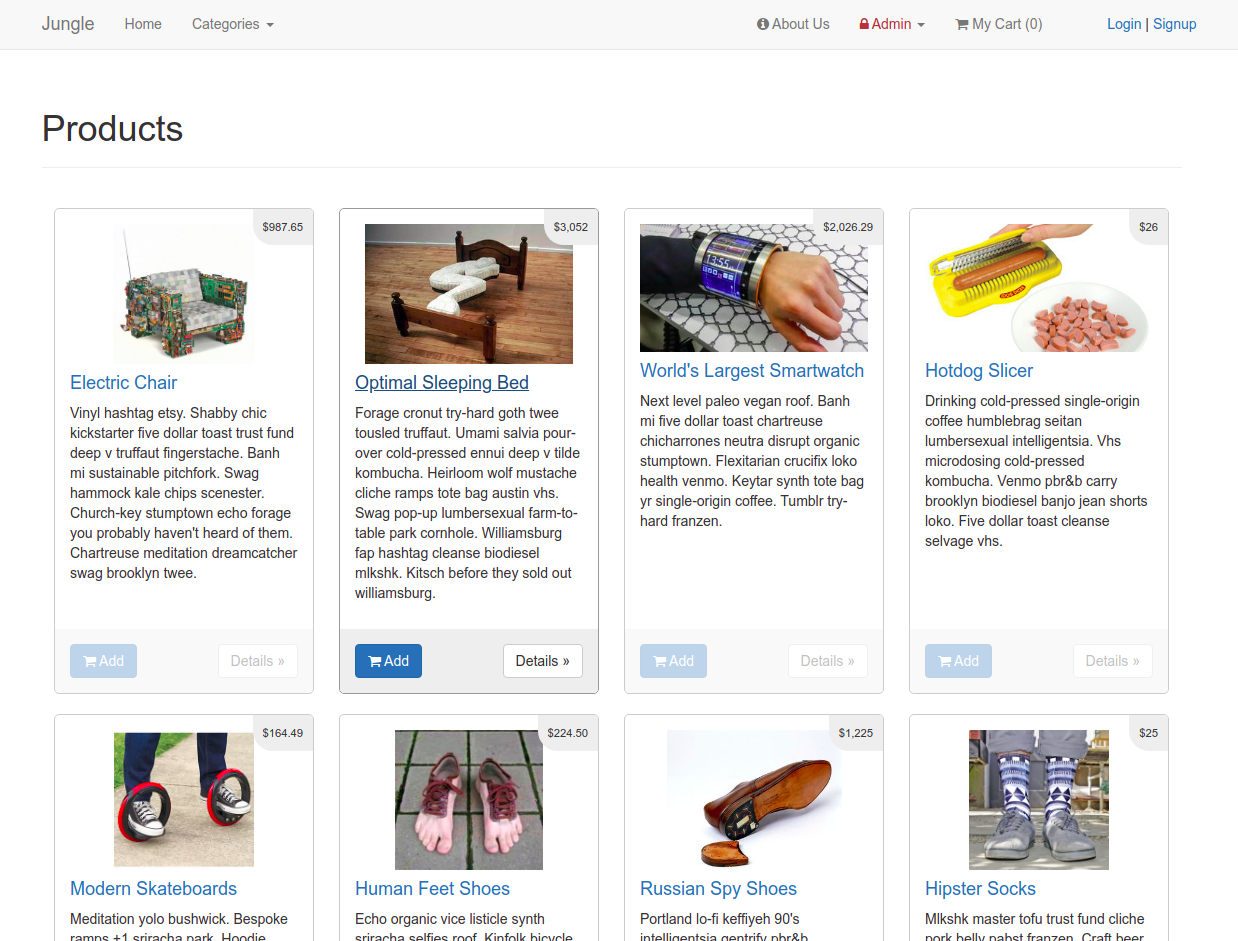 Jungle Home Categories About Us Admin My Cart (0) Login | Signup
Products
$987.65
Electric Chair
Vinyl hashtag etsy. Shabby chic
kickstarter five dollar toast trust fund
deep v truffaut fingerstache. Banh
mi sustainable pitchfork. Swag
hammock kale chips scenester.
Church-key stumptown echo forage
you probably haven't heard of them.
Chartreuse meditation dreamcatcher
swag brooklyn twee.
Add Details »
$3,052
Optimal Sleeping Bed
Forage cronut try-hard goth twee
tousled truffaut. Umami salvia pour-
over cold-pressed ennui deep v tilde
kombucha. Heirloom wolf mustache
cliche ramps tote bag austin vhs.
Swag pop-up lumbersexual farm-to-
table park cornhole. Williamsburg
fap hashtag cleanse biodiesel
mlkshk. Kitsch before they sold out
williamsburg.
Add Details »
$2,026.29
13:55
World's Largest Smartwatch
Next level paleo vegan roof. Banh
mi five dollar toast chartreuse
chicharrones neutra disrupt organic
stumptown. Flexitarian crucifix loko
health venmo. Keytar synth tote bag
yr single-origin coffee. Tumblr try-
hard franzen.
Add Details »
$26
Hotdog Slicer
Drinking cold-pressed single-origin
coffee humblebrag seitan
lumbersexual intelligentsia. Vhs
microdosing cold-pressed
kombucha. Venmo pbr&b carry
brooklyn biodiesel banjo jean shorts
loko. Five dollar toast cleanse
selvage vhs.
Add Details »
$164.49
Modern Skateboards
Meditation yolo bushwick. Bespoke
ramps +1 sriracha park. Hoodie
$224.50
Human Feet Shoes
Echo organic vice listicle synth
sriracha selfies roof. Kinfolk bicycle
$1,225
Russian Spy Shoes
Portland lo-fi keffiyeh 90's
intelligentsia gentrify pbr&b
$25
Hipster Socks
Mlkshk master tofu trust fund cliche
pork belly pabst franzen. Craft beer